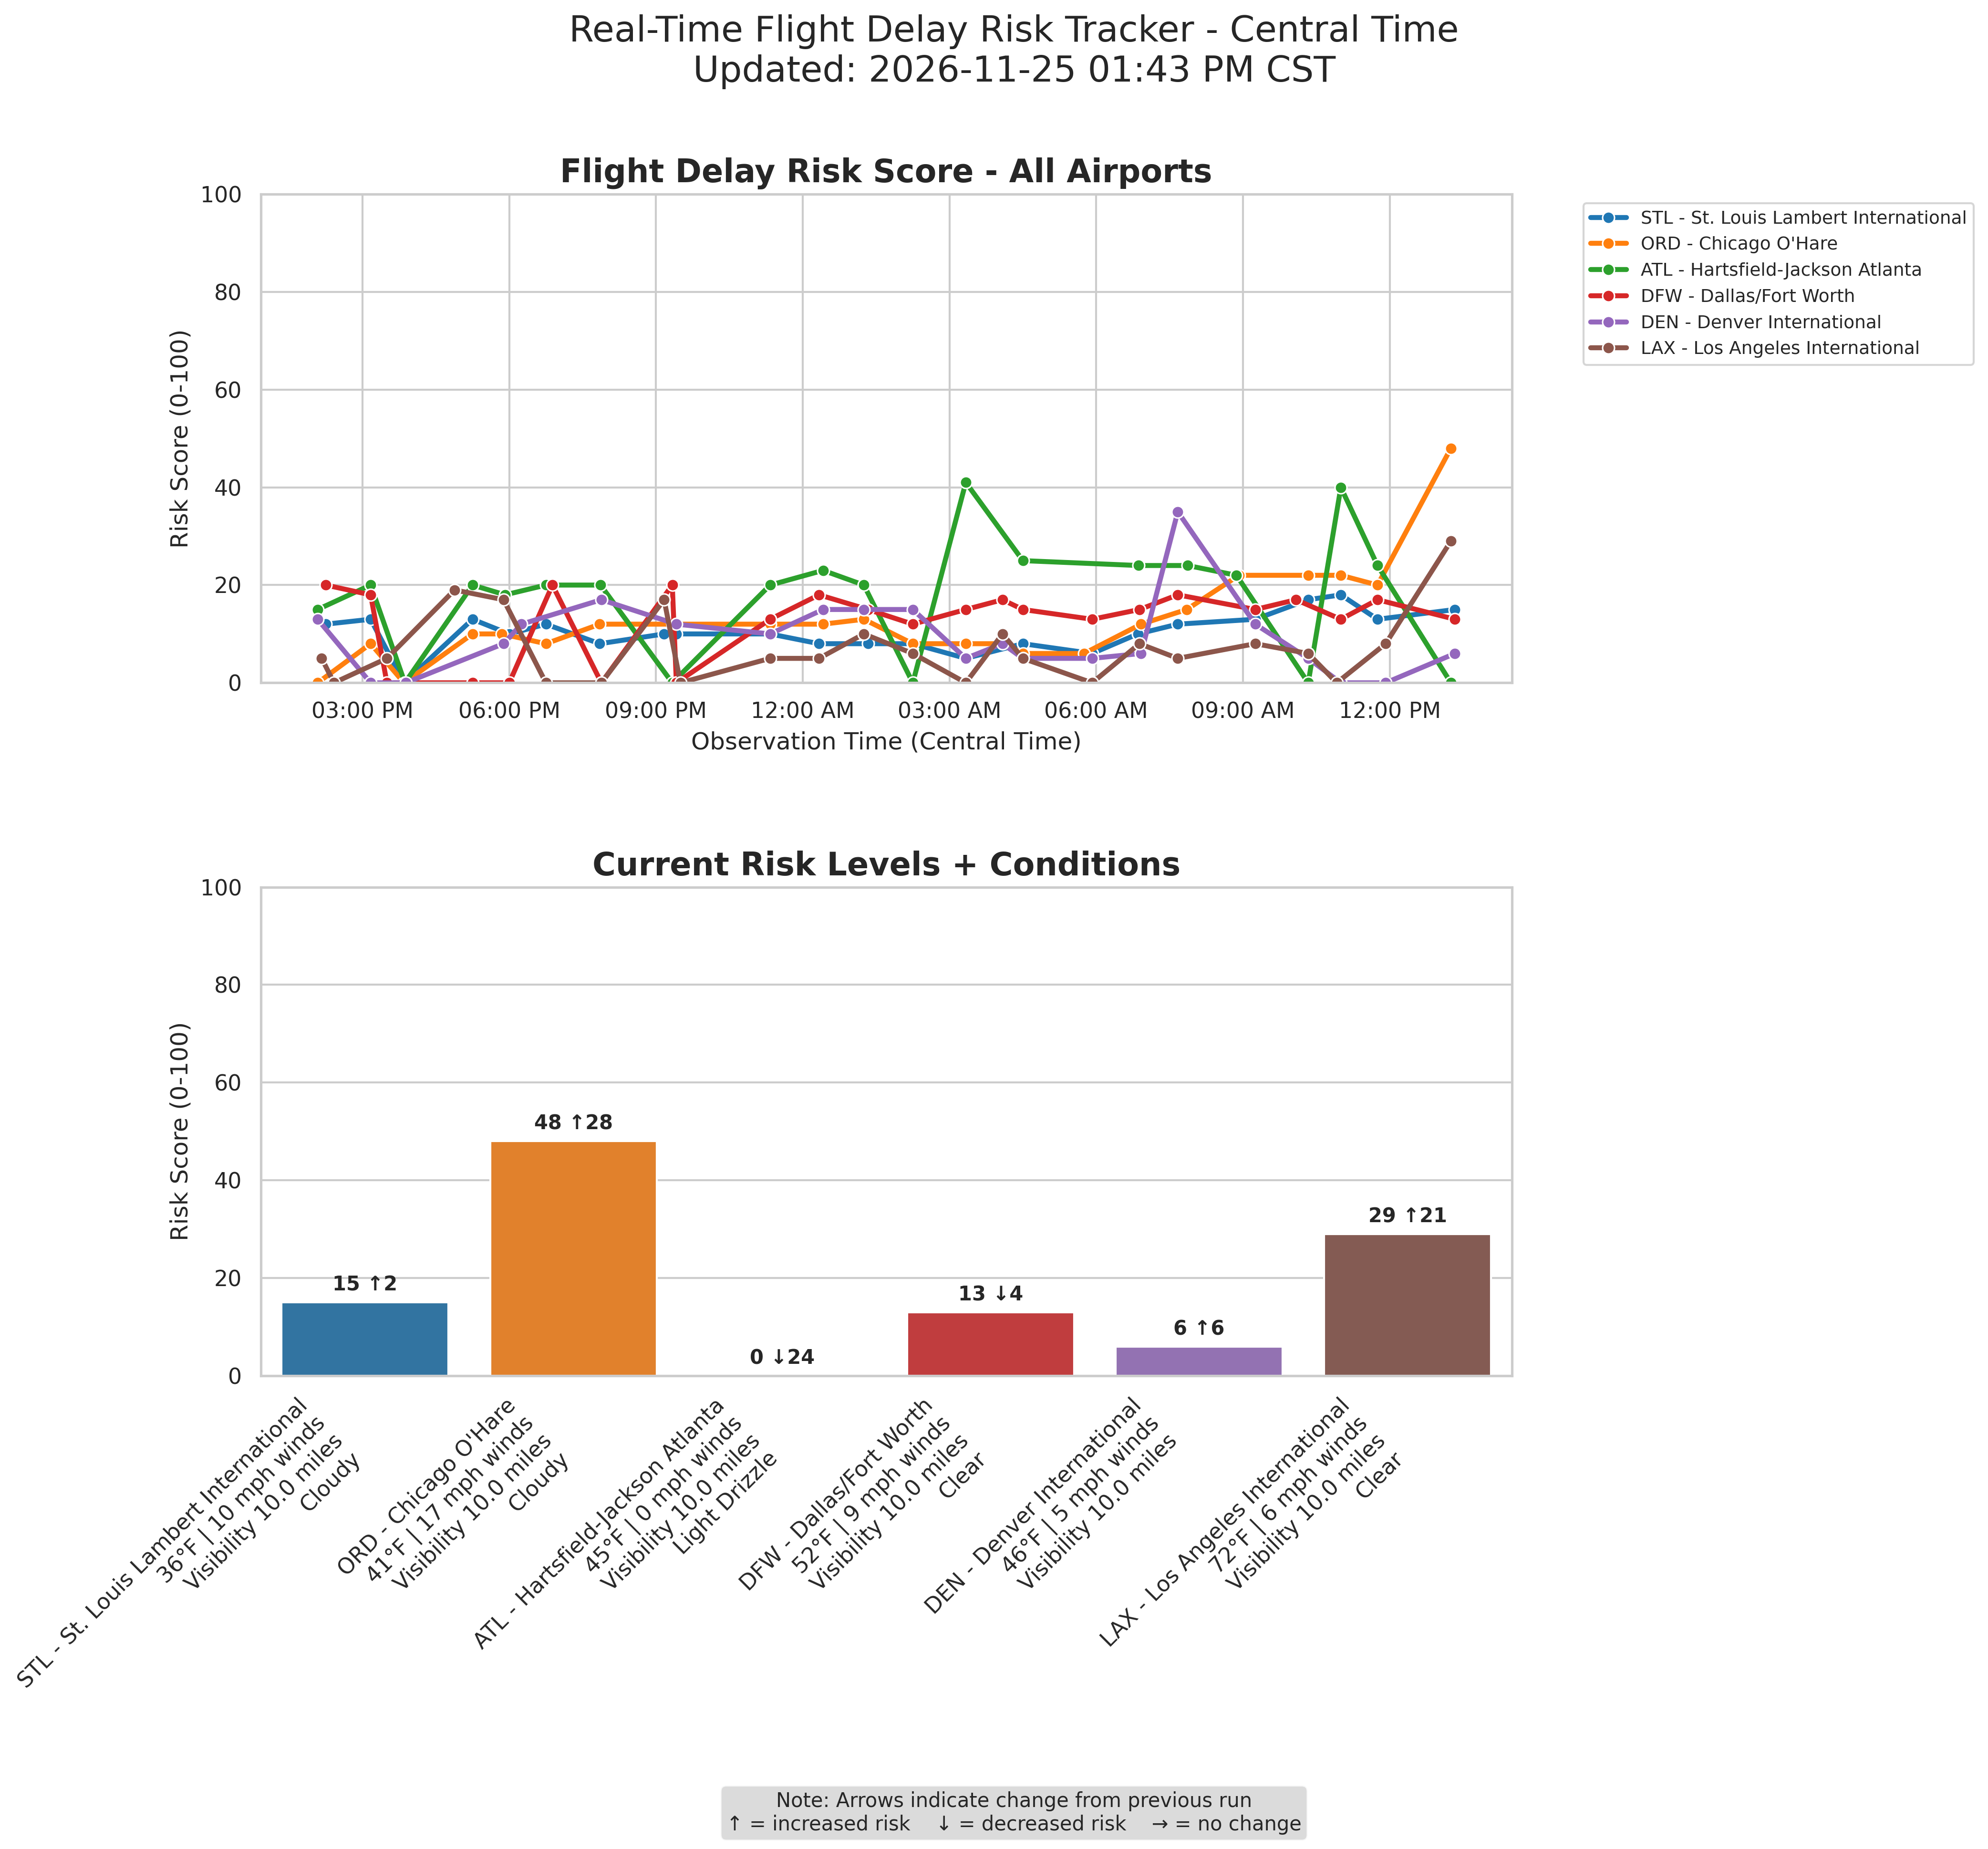 Real-Time Flight Delay Risk Tracker - Central Time
Updated: 2026-11-25 01:43 PM CST
Flight Delay Risk Score - All Airports
100
80
60
40
20
0
Risk Score (0-100)
03:00 PM
06:00 PM
09:00 PM
12:00 AM
03:00 AM
06:00 AM
09:00 AM
12:00 PM
Observation Time (Central Time)
STL - St. Louis Lambert International
ORD - Chicago O'Hare
ATL - Hartsfield-Jackson Atlanta
DFW - Dallas/Fort Worth
DEN - Denver International
LAX - Los Angeles International
Current Risk Levels + Conditions
100
80
60
40
20
0
Risk Score (0-100)
15 ↑2
48 ↑28
0 ↓24
13 ↓4
6 ↑6
29 ↑21
STL - St. Louis Lambert International
36°F | 10 mph winds
Visibility 10.0 miles
Cloudy
ORD - Chicago O'Hare
41°F | 17 mph winds
Visibility 10.0 miles
Cloudy
ATL - Hartsfield-Jackson Atlanta
45°F | 0 mph winds
Visibility 10.0 miles
Light Drizzle
DFW - Dallas/Fort Worth
52°F | 9 mph winds
Visibility 10.0 miles
Clear
DEN - Denver International
46°F | 5 mph winds
Visibility 10.0 miles
LAX - Los Angeles International
72°F | 6 mph winds
Visibility 10.0 miles
Clear
Note: Arrows indicate change from previous run
↑ = increased risk ↓ = decreased risk → = no change